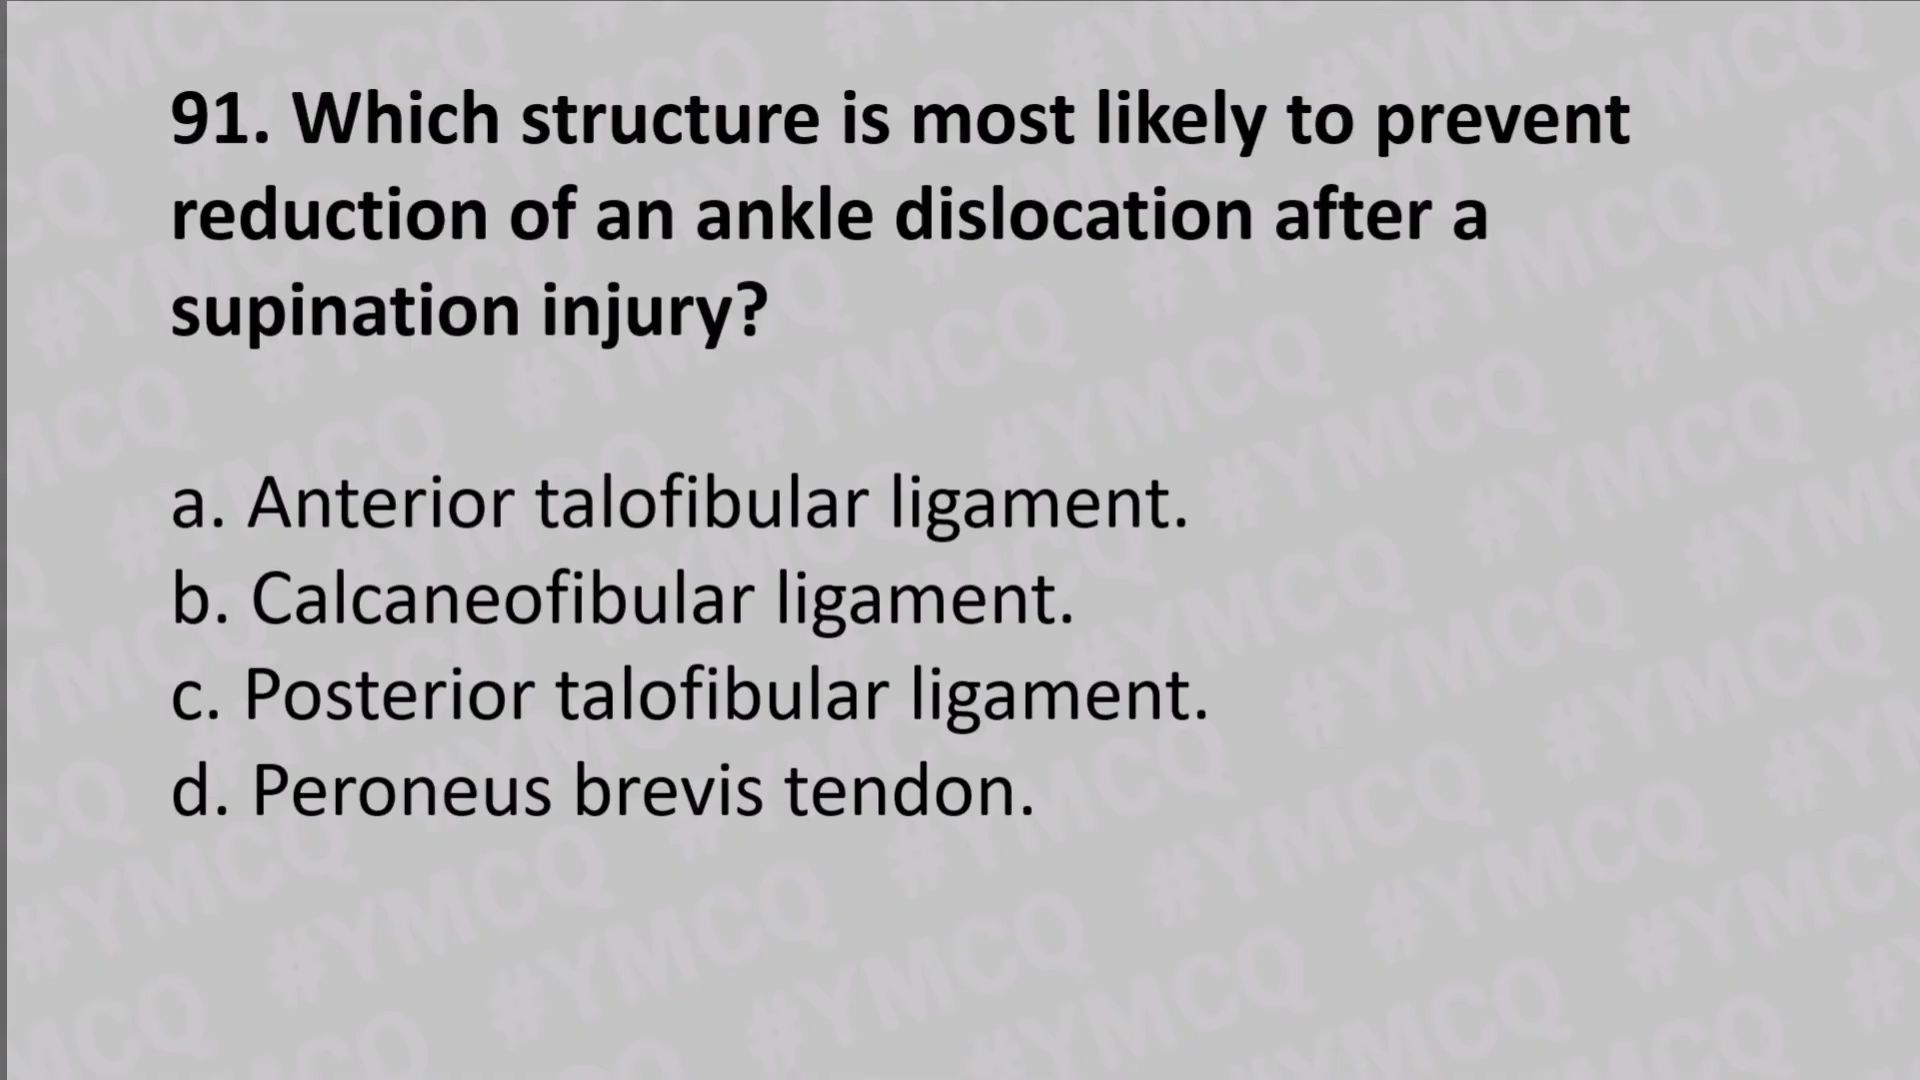 91. Which structure is most likely to prevent
reduction of an ankle dislocation after a
supination injury?
a. Anterior talofibular ligament.
b. Calcaneofibular ligament.
c. Posterior talofibular ligament.
d. Peroneus brevis tendon.
#YMCQ